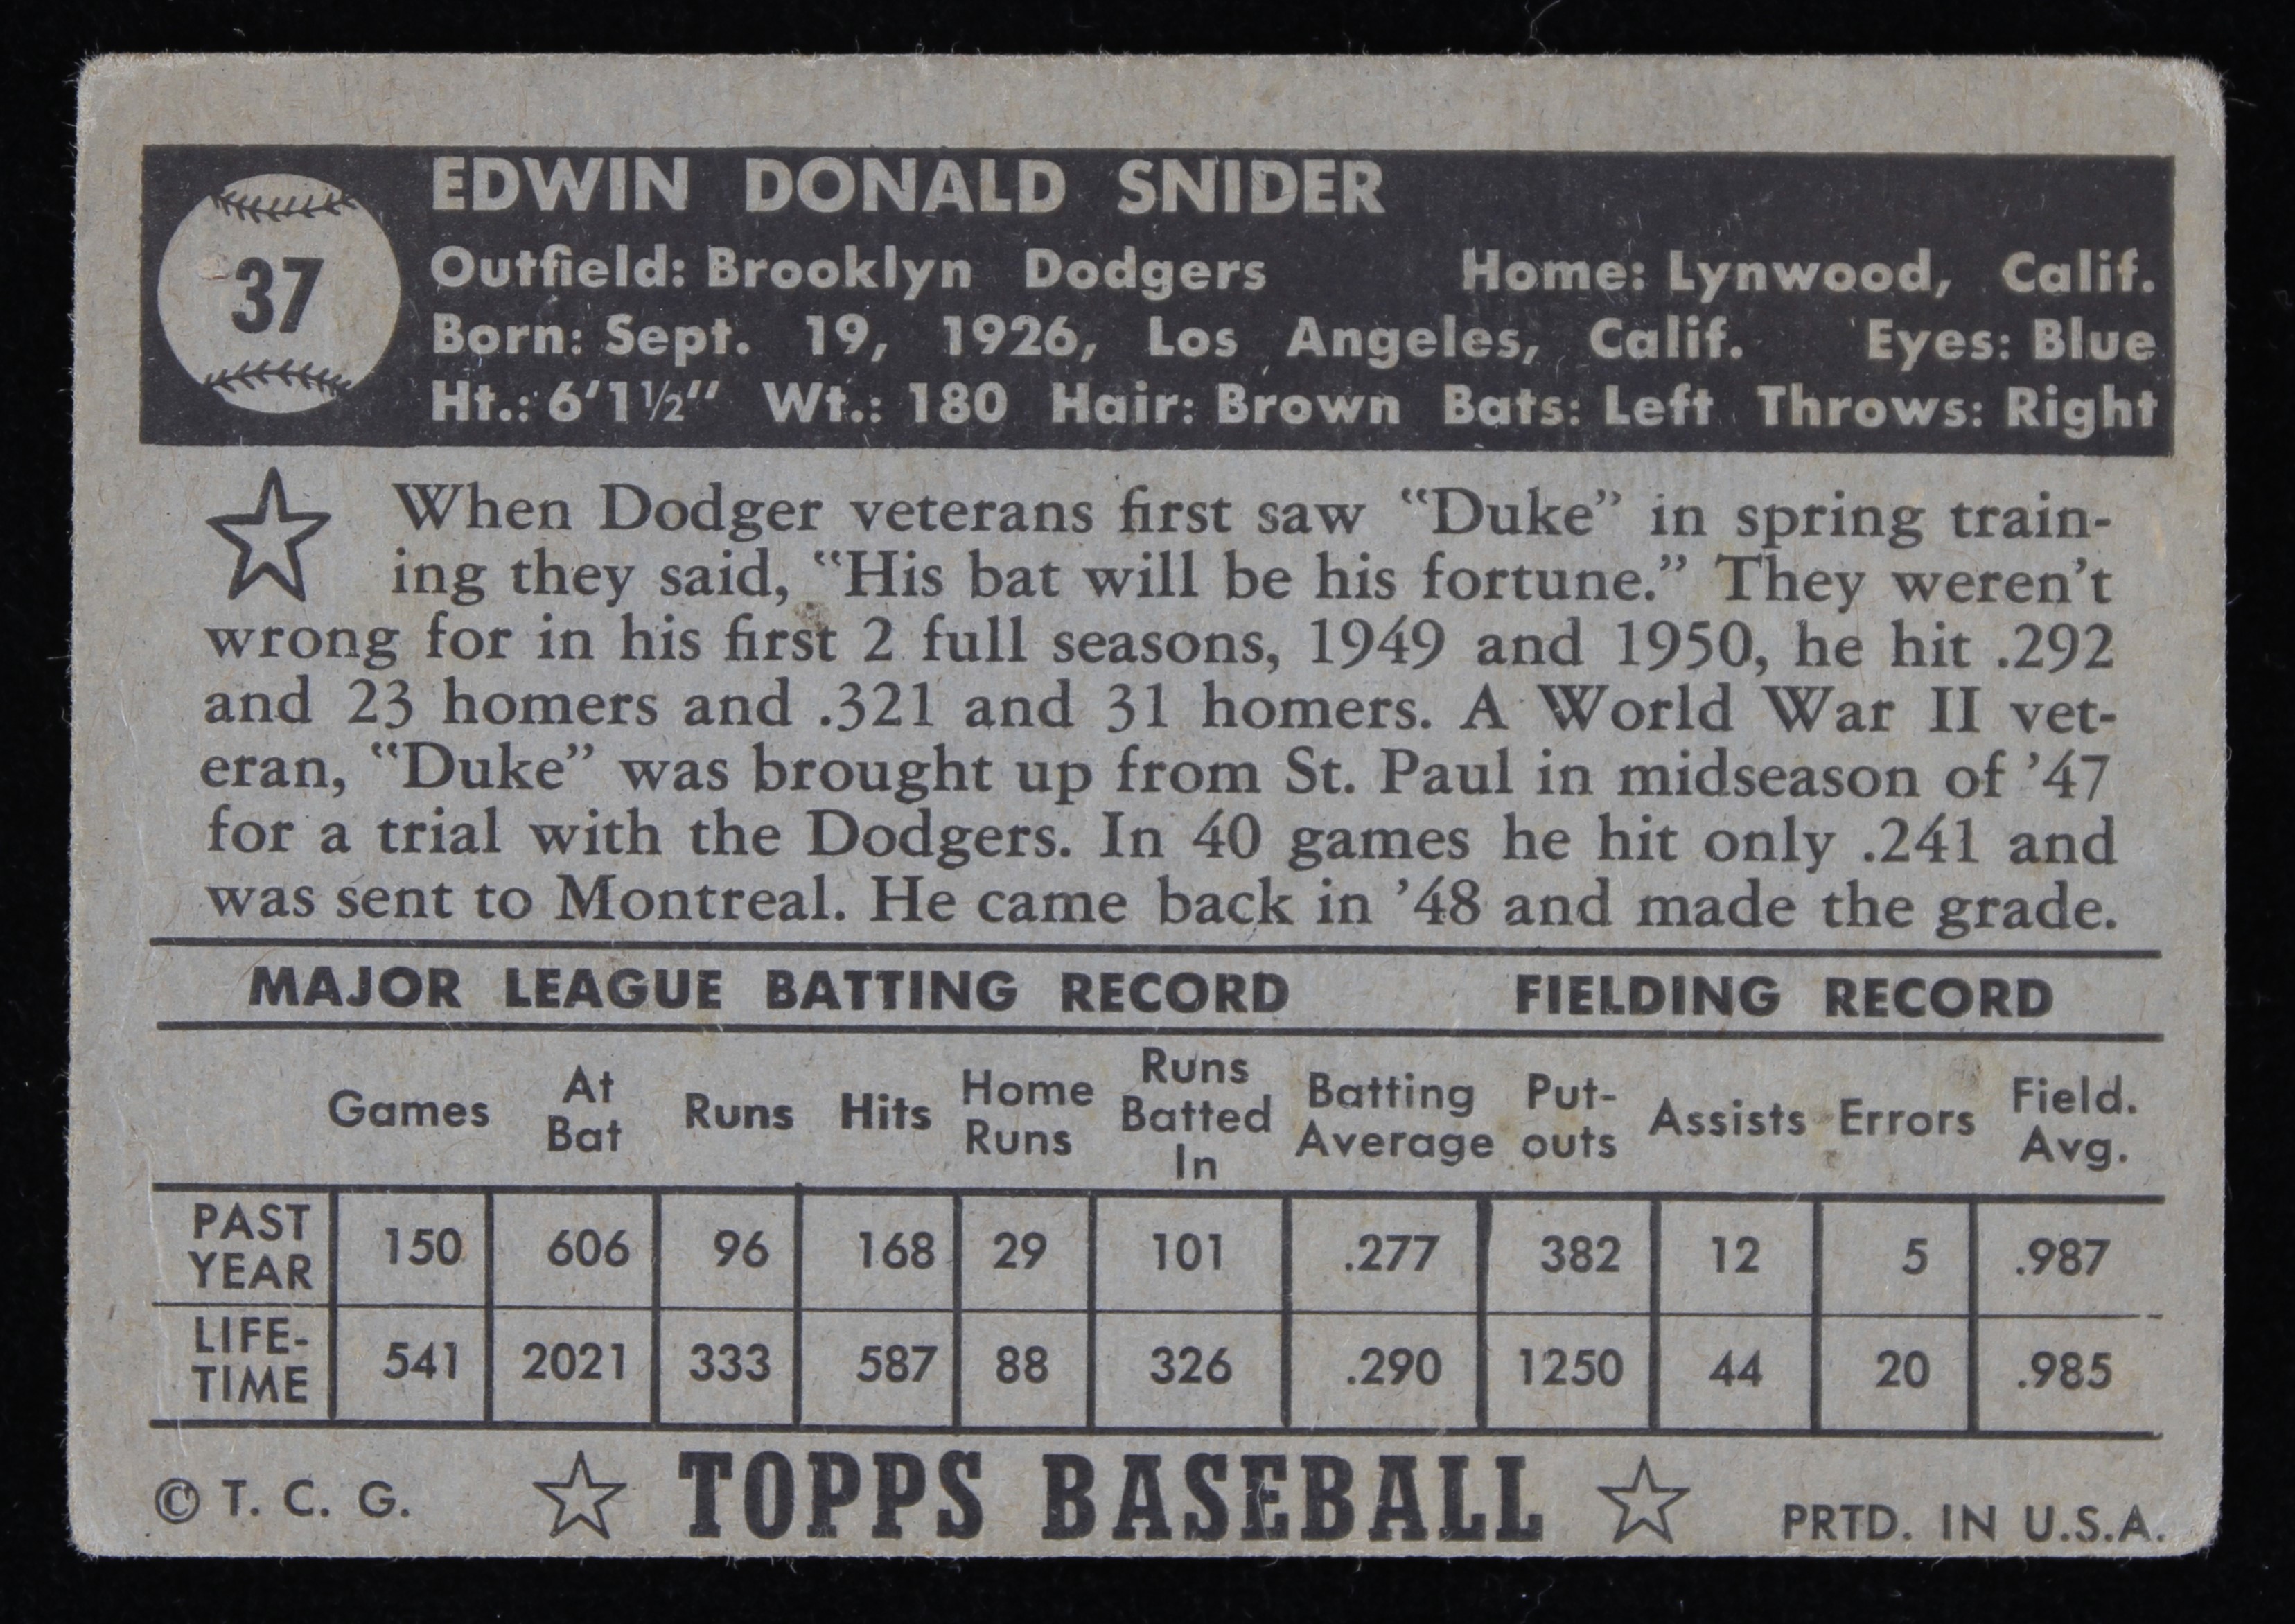 37
EDWIN DONALD SNIDER
Outfield: Brooklyn Dodgers Home: Lynwood, Calif.
Born: Sept. 19, 1926, Los Angeles, Calif. Eyes: Blue
Ht.: 6'1½" Wt.: 180 Hair: Brown Bats: Left Throws: Right
When Dodger veterans first saw "Duke" in spring train-
ing they said, "His bat will be his fortune." They weren't
wrong for in his first 2 full seasons, 1949 and 1950, he hit .292
and 23 homers and .321 and 31 homers. A World War II vet-
eran, "Duke" was brought up from St. Paul in midseason of '47
for a trial with the Dodgers. In 40 games he hit only .241 and
was sent to Montreal. He came back in '48 and made the grade.
MAJOR LEAGUE BATTING RECORD FIELDING RECORD
Games At Bat Runs Hits Home Runs Runs Batted In Batting Average Put-outs Assists Errors Field. Avg.
PAST YEAR 150 606 96 168 29 101 .277 382 12 5 .987
LIFE-TIME 541 2021 333 587 88 326 .290 1250 44 20 .985
© T. C. G. TOPPS BASEBALL PRTD. IN U.S.A.